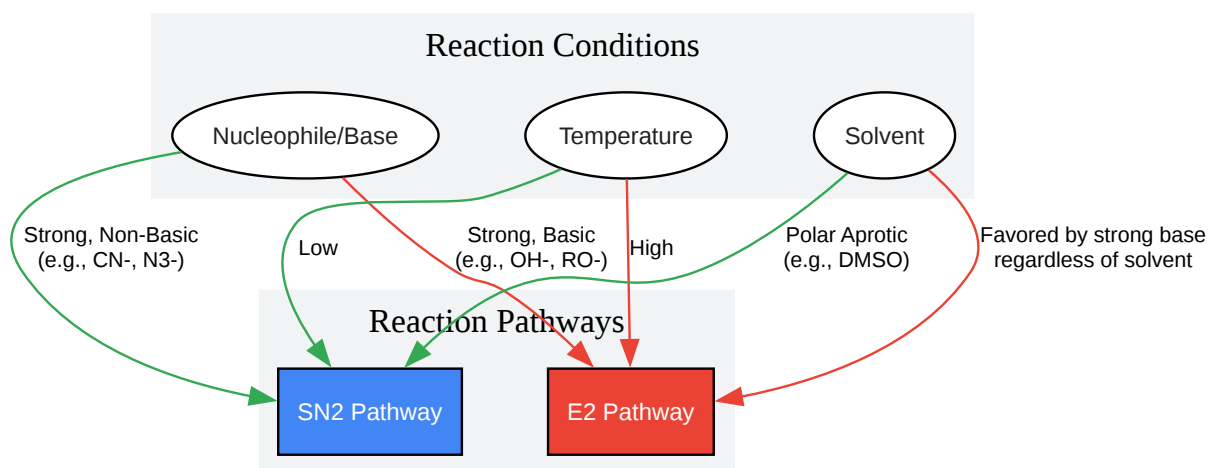 Reaction Conditions
Nucleophile/Base
Temperature
Solvent
Strong, Non-Basic
(e.g., CN-, N3-)
Low
Strong, Basic
(e.g., OH-, RO-)
High
Polar Aprotic
(e.g., DMSO)
Favored by strong base
regardless of solvent
Reaction Pathways
SN2 Pathway
E2 Pathway